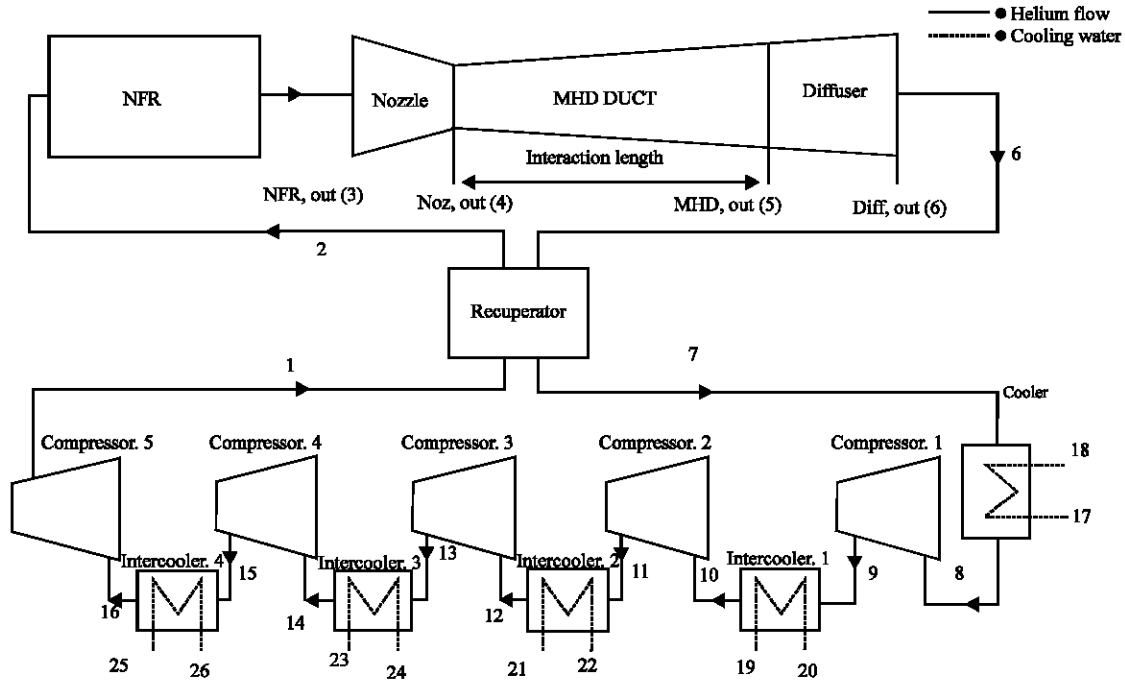 Helium flow
Cooling water
NFR
Nozzle
MHD DUCT
Diffuser
Interaction length
6
NFR, out (3)
Noz, out (4)
MHD, out (5)
Diff, out (6)
2
Recuperator
1
7
Cooler
Compressor. 5
Compressor. 4
Compressor. 3
Compressor. 2
Compressor. 1
18
17
Intercooler. 4
15
Intercooler. 3
13
Intercooler. 2
11
10
Intercooler. 1
9
8
16
14
12
25
26
23
24
21
22
19
20